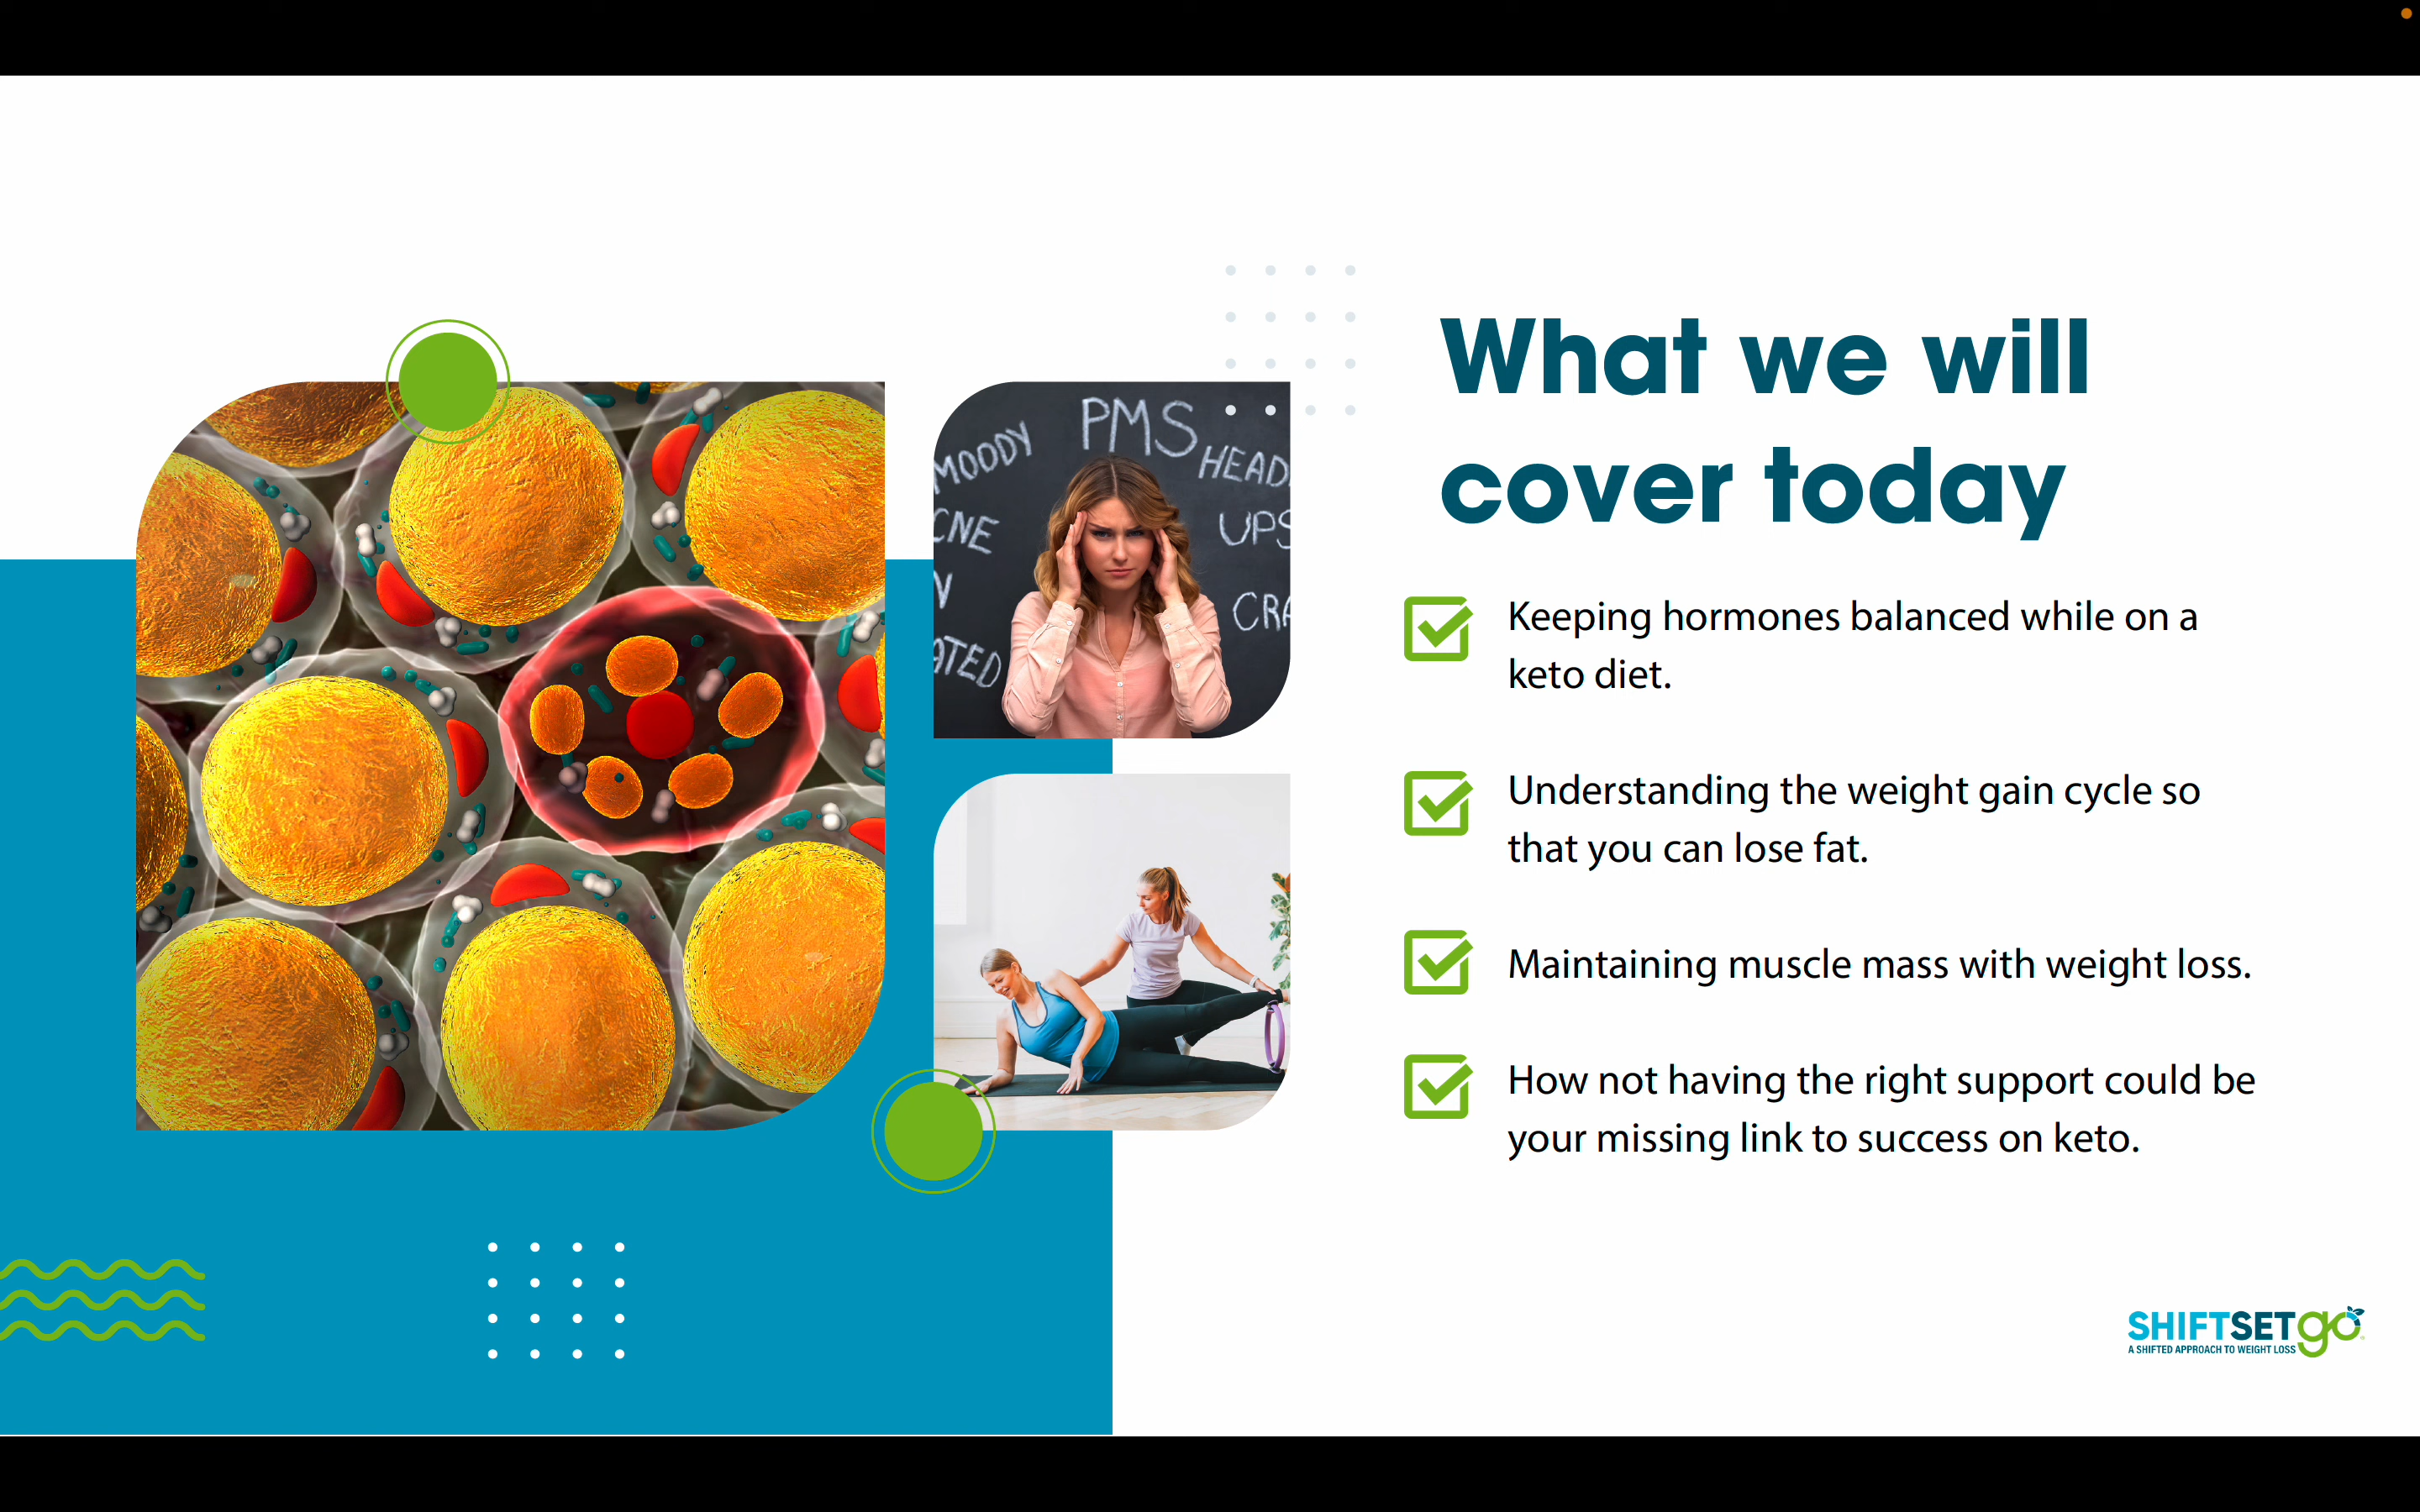 What we will
cover today
Keeping hormones balanced while on a
keto diet.
Understanding the weight gain cycle so
that you can lose fat.
Maintaining muscle mass with weight loss.
How not having the right support could be
your missing link to success on keto.
PMS
MOODY
HEAD
CNE
UPS
CRA
ATED
SHIFTSETgo
A SHIFTED APPROACH TO WEIGHT LOSS